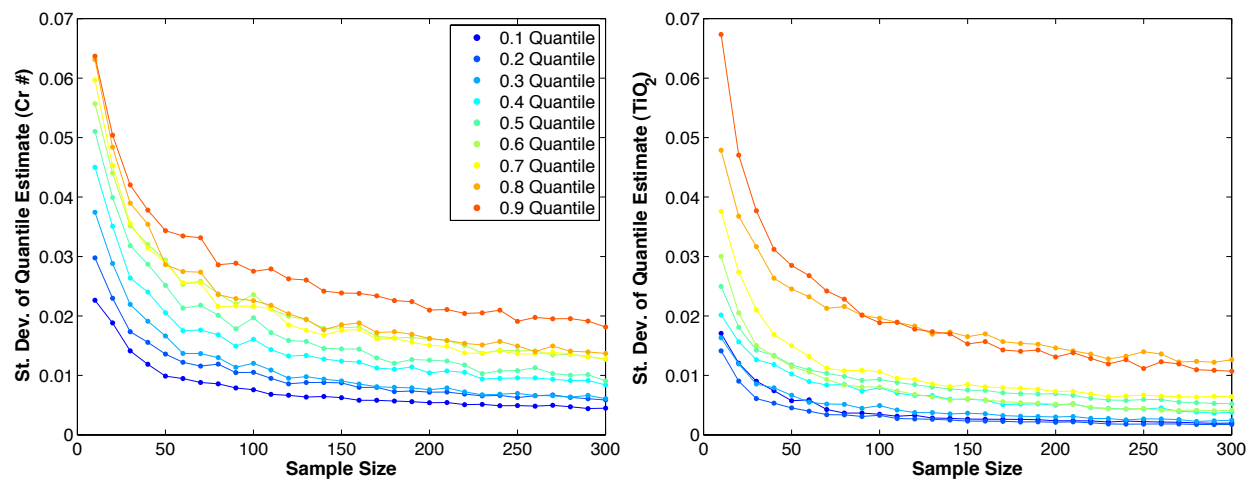 0.07
0.06
0.05
0.04
0.03
0.02
0.01
0
St. Dev. of Quantile Estimate (Cr #)
0 50 100 150 200 250 300
Sample Size
0.1 Quantile
0.2 Quantile
0.3 Quantile
0.4 Quantile
0.5 Quantile
0.6 Quantile
0.7 Quantile
0.8 Quantile
0.9 Quantile
0.07
0.06
0.05
0.04
0.03
0.02
0.01
0
St. Dev. of Quantile Estimate (TiO2)
0 50 100 150 200 250 300
Sample Size